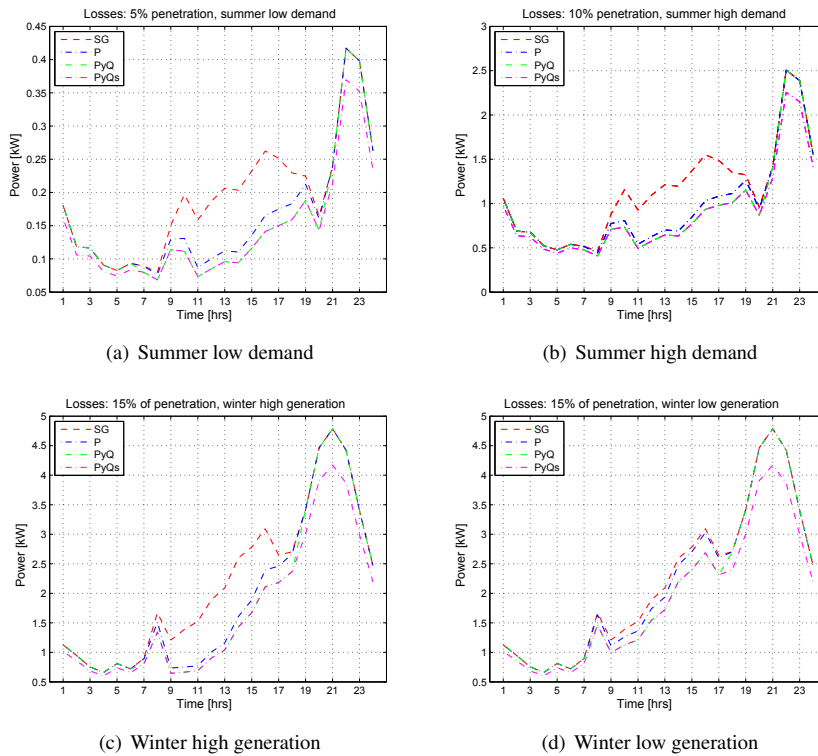 Losses: 5% penetration, summer low demand
0.45
0.4
0.35
0.3
0.25
0.2
0.15
0.1
0.05
Power [kW]
SG
P
PyQ
PyQs
1 3 5 7 9 11 13 15 17 19 21 23
Time [hrs]
(a) Summer low demand
Losses: 10% penetration, summer high demand
3
2.5
2
1.5
1
0.5
0
Power [kW]
SG
P
PyQ
PyQs
1 3 5 7 9 11 13 15 17 19 21 23
Time [hrs]
(b) Summer high demand
Losses: 15% of penetration, winter high generation
5
4.5
4
3.5
3
2.5
2
1.5
1
0.5
Power [kW]
SG
P
PyQ
PyQs
1 3 5 7 9 11 13 15 17 19 21 23
Time [hrs]
(c) Winter high generation
Losses: 15% of penetration, winter low generation
5
4.5
4
3.5
3
2.5
2
1.5
1
0.5
Power [kW]
SG
P
PyQ
PyQs
1 3 5 7 9 11 13 15 17 19 21 23
Time [hrs]
(d) Winter low generation